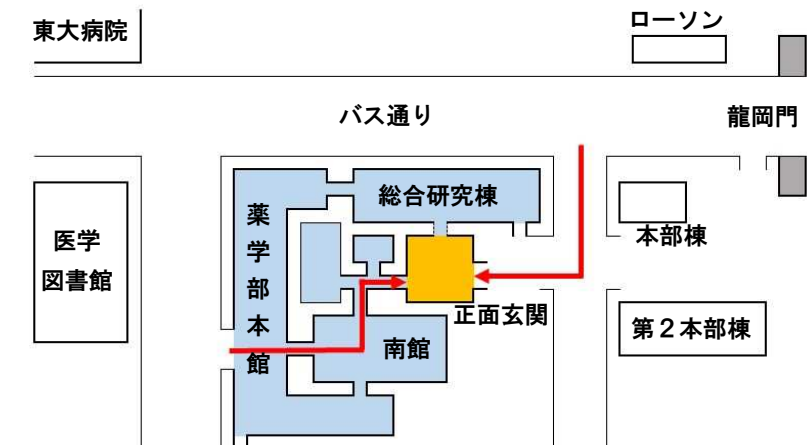 東大病院
ローソン
バス通り
龍岡門
総合研究棟
薬学部本館
医学
図書館
本部棟
正面玄関
第２本部棟
南館